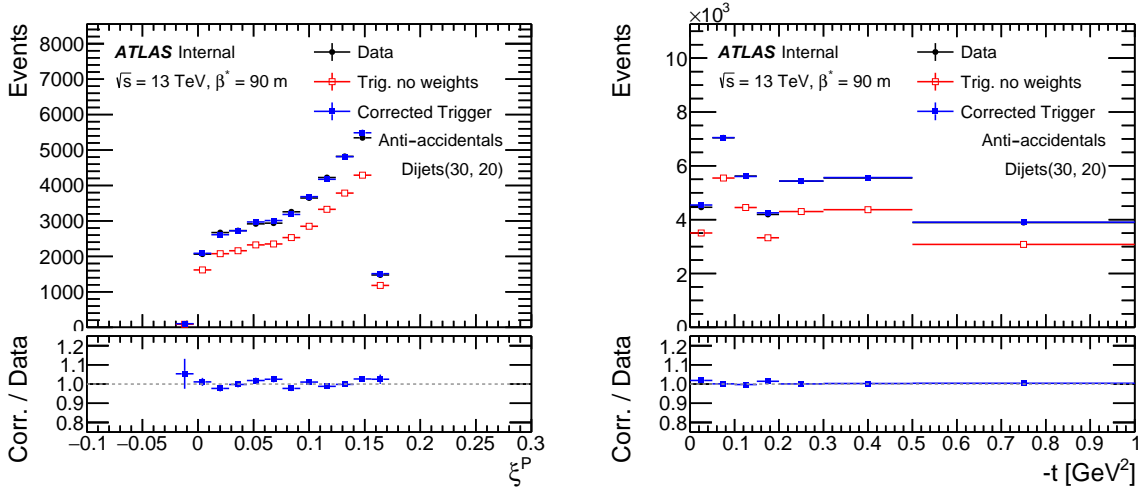 Events
8000
7000
6000
5000
4000
3000
2000
1000
0
ATLAS Internal
√s = 13 TeV, β* = 90 m
Data
Trig. no weights
Corrected Trigger
Anti−accidentals
Dijets(30, 20)
Corr. / Data
1.2
1.1
1.0
0.9
0.8
−0.1 −0.05 0 0.05 0.1 0.15 0.2 0.25 0.3
ξ^P
×10³
Events
10
8
6
4
2
0
ATLAS Internal
√s = 13 TeV, β* = 90 m
Data
Trig. no weights
Corrected Trigger
Anti−accidentals
Dijets(30, 20)
Corr. / Data
1.2
1.1
1.0
0.9
0.8
0 0.1 0.2 0.3 0.4 0.5 0.6 0.7 0.8 0.9 1
-t [GeV²]